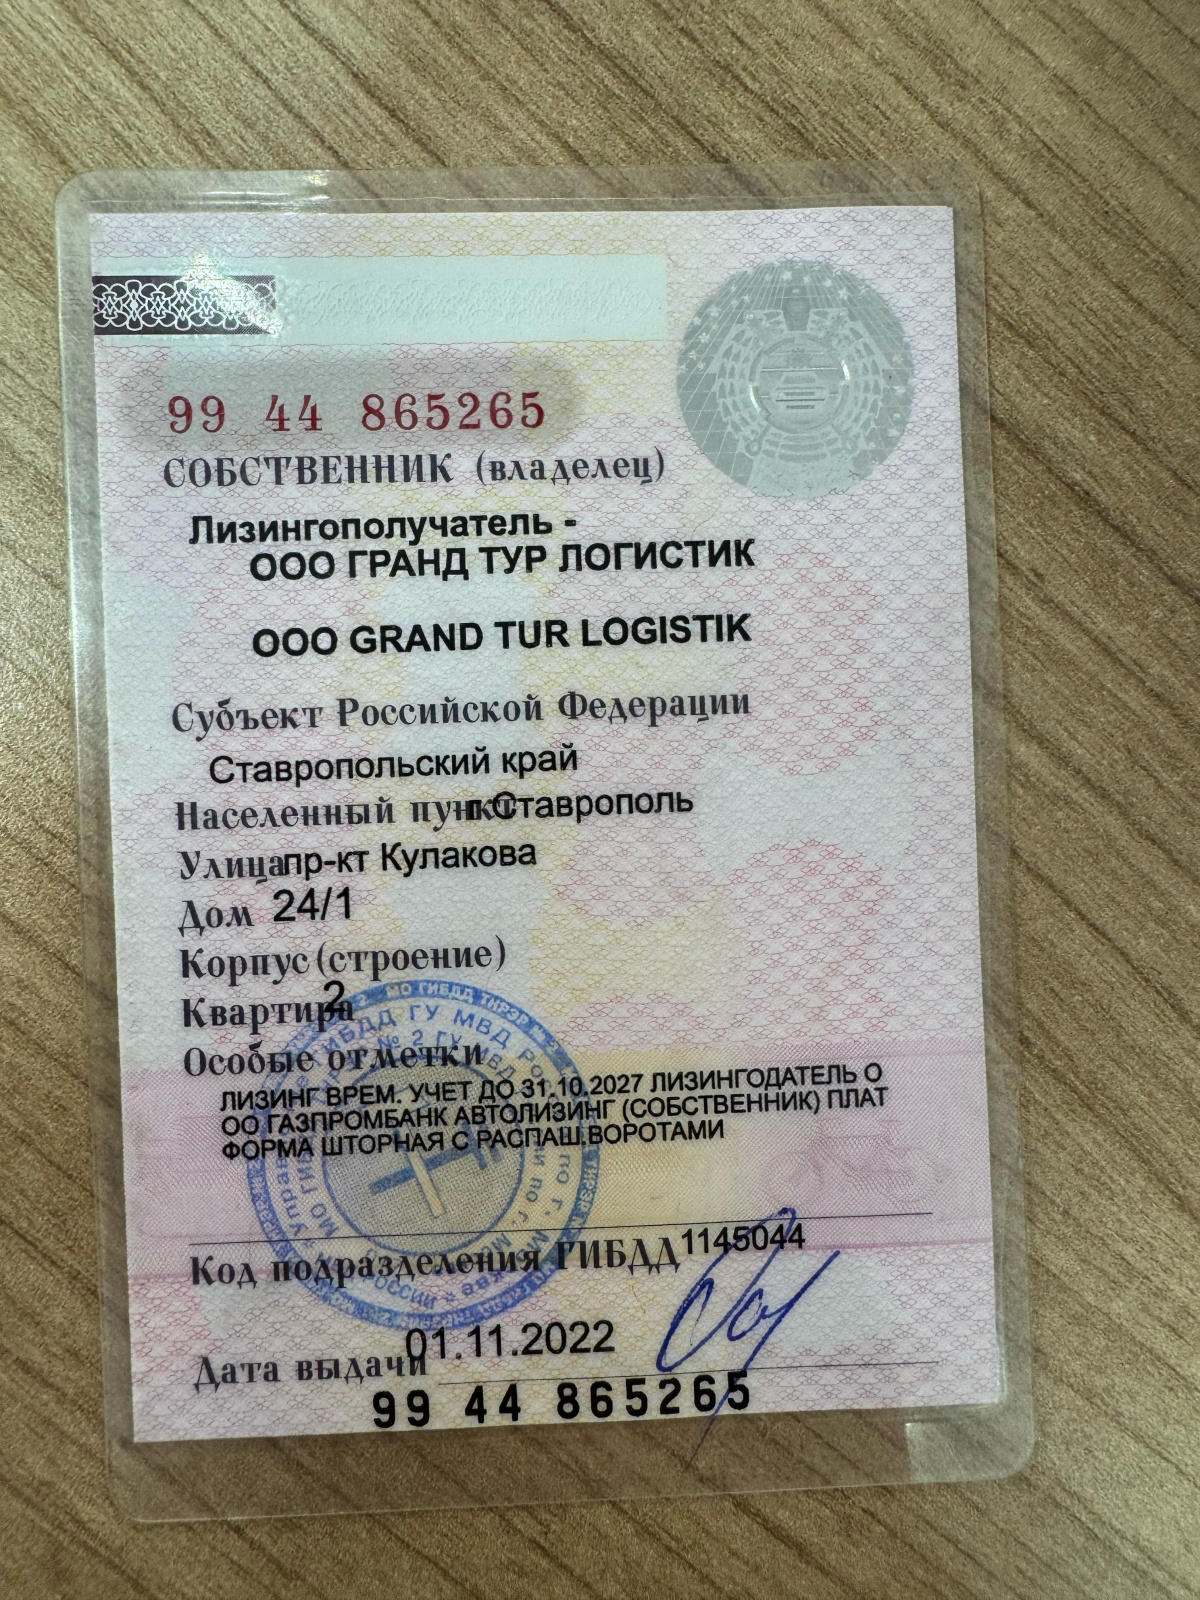 99 44 865265
СОБСТВЕННИК (владелец)
Лизингополучатель -
ООО ГРАНД ТУР ЛОГИСТИК
OOO GRAND TUR LOGISTIK
Субъект Российской Федерации
Ставропольский край
Населенный пункт г.Ставрополь
Улица пр-кт Кулакова
Дом 24/1
Корпус (строение)
Квартира 2
Особые отметки
ЛИЗИНГ ВРЕМ. УЧЕТ ДО 31.10.2027 ЛИЗИНГОДАТЕЛЬ О
ОО ГАЗПРОМБАНК АВТОЛИЗИНГ (СОБСТВЕННИК) ПЛАТ
ФОРМА ШТОРНАЯ С РАСПАШ.ВОРОТАМИ
Код подразделения ГИБДД 1145044
Дата выдачи 01.11.2022
99 44 865265